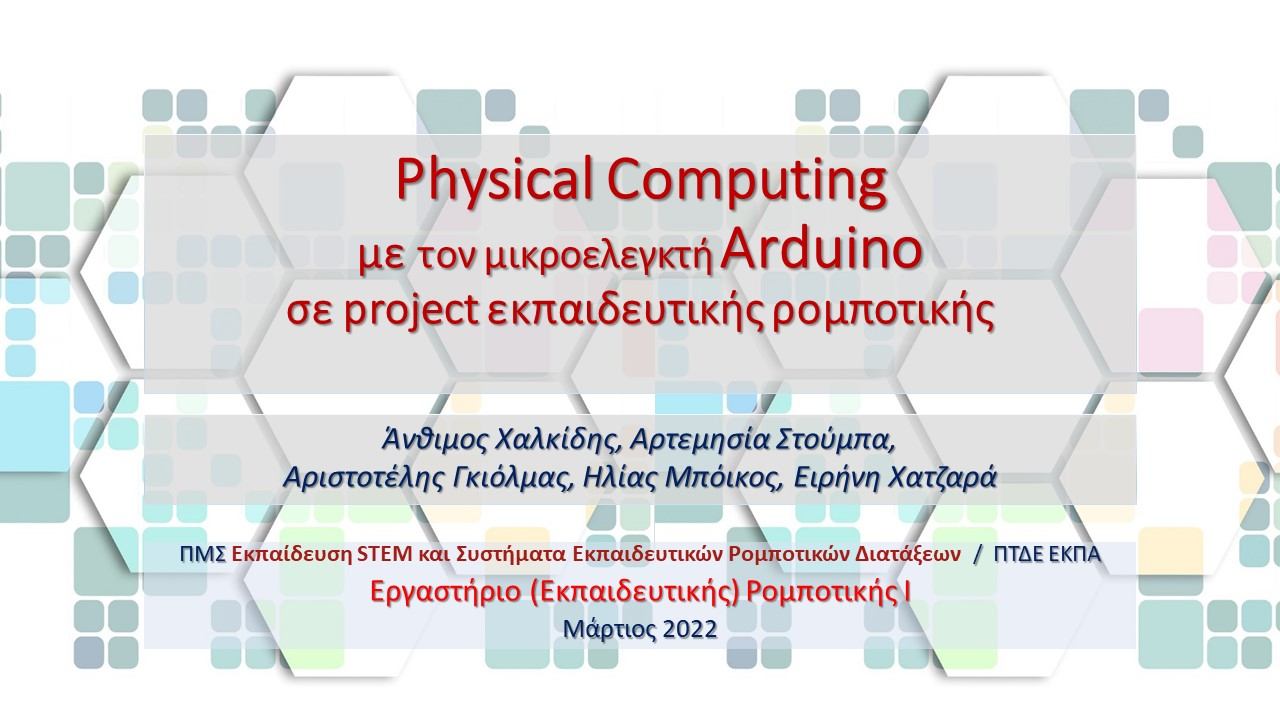 Physical Computing
με τον μικροελεγκτή Arduino
σε project εκπαιδευτικής ρομποτικής
Άνθιμος Χαλκίδης, Αρτεμησία Στούμπα,
Αριστοτέλης Γκιόλμας, Ηλίας Μπόικος, Ειρήνη Χατζαρά
ΠΜΣ Εκπαίδευση STEM και Συστήματα Εκπαιδευτικών Ρομποτικών Διατάξεων / ΠΤΔΕ ΕΚΠΑ
Εργαστήριο (Εκπαιδευτικής) Ρομποτικής Ι
Μάρτιος 2022